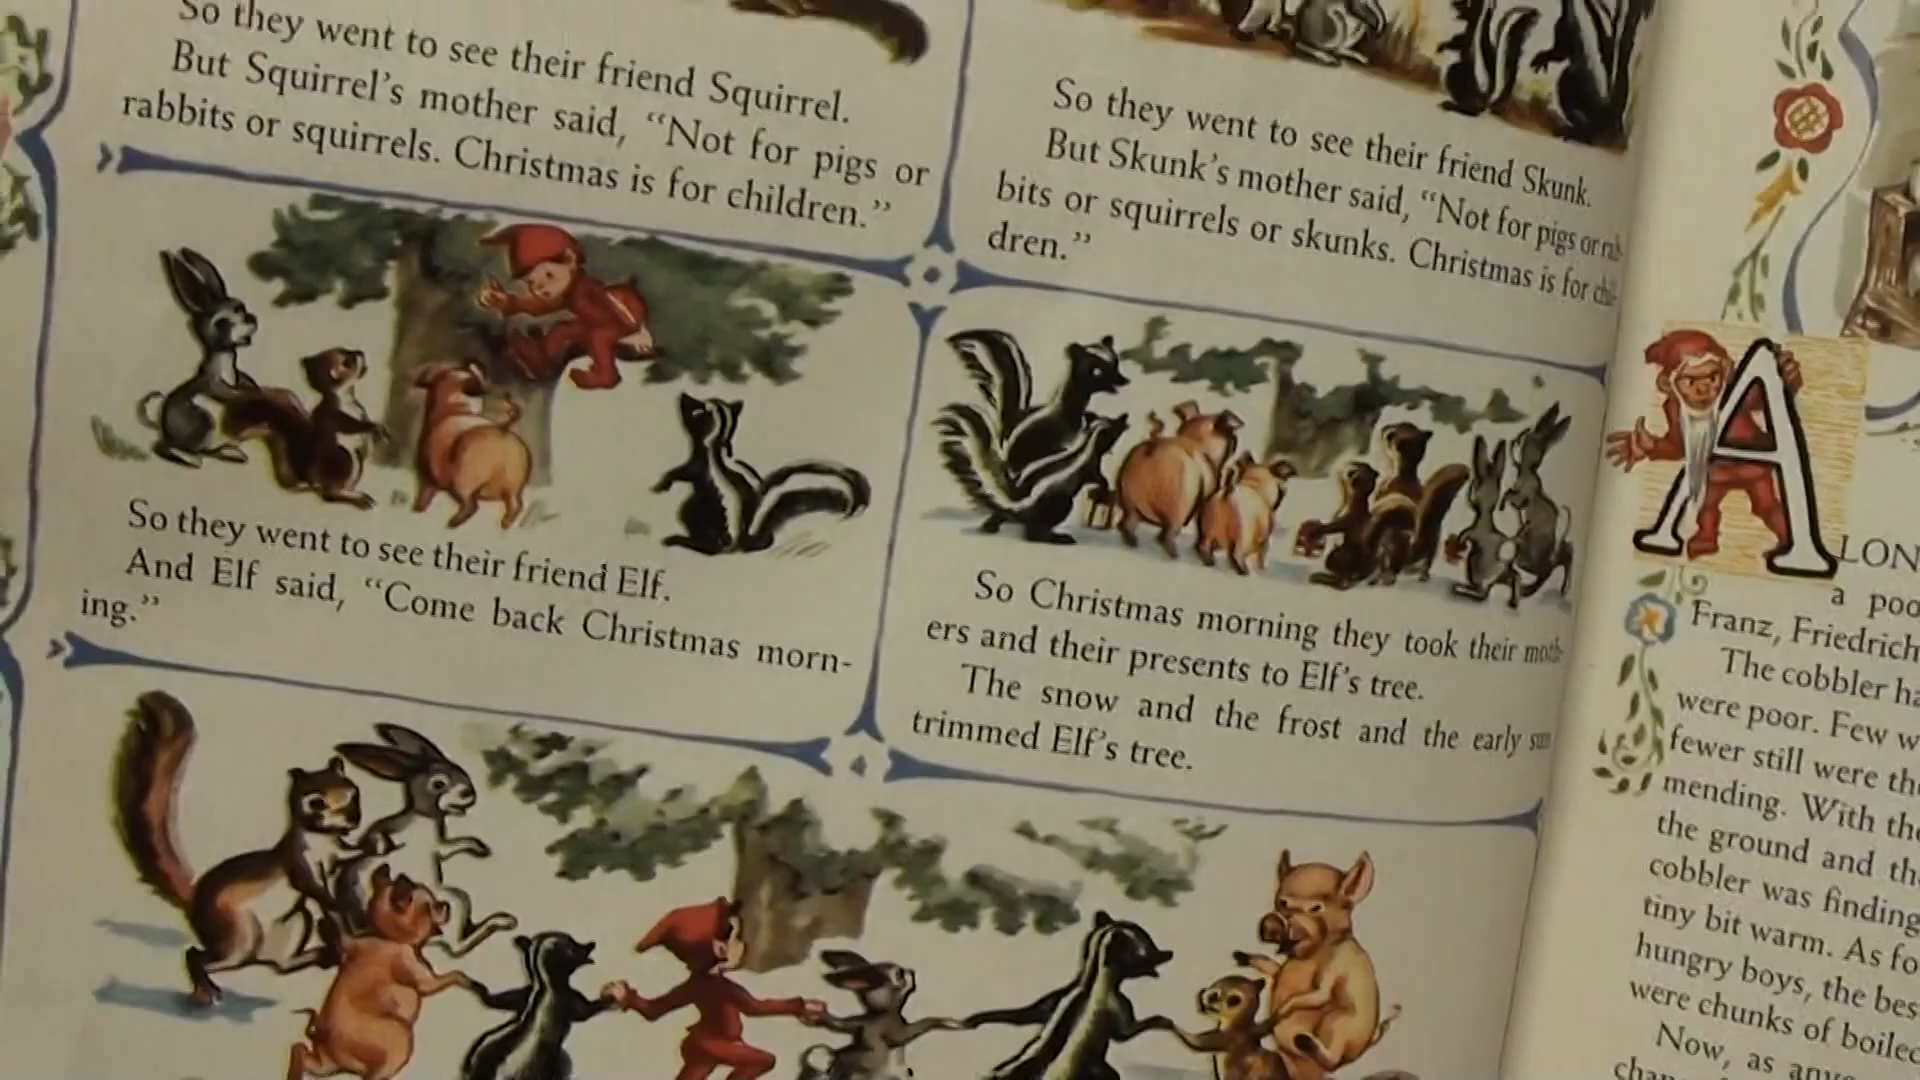 So they went to see their friend Squirrel.
But Squirrel's mother said, “Not for pigs or
rabbits or squirrels. Christmas is for children.”
So they went to see their friend Skunk.
But Skunk's mother said, “Not for pigs or rab-
bits or squirrels or skunks. Christmas is for chil-
dren.”
So they went to see their friend Elf.
And Elf said, “Come back Christmas morn-
ing.”
So Christmas morning they took their moth-
ers and their presents to Elf's tree.
The snow and the frost and the early sun
trimmed Elf's tree.
A
LON
a poo
Franz, Friedrich
The cobbler ha
were poor. Few w
fewer still were th
mending. With the
the ground and th
cobbler was finding
tiny bit warm. As fo
hungry boys, the bes
were chunks of boiled
Now, as anyo